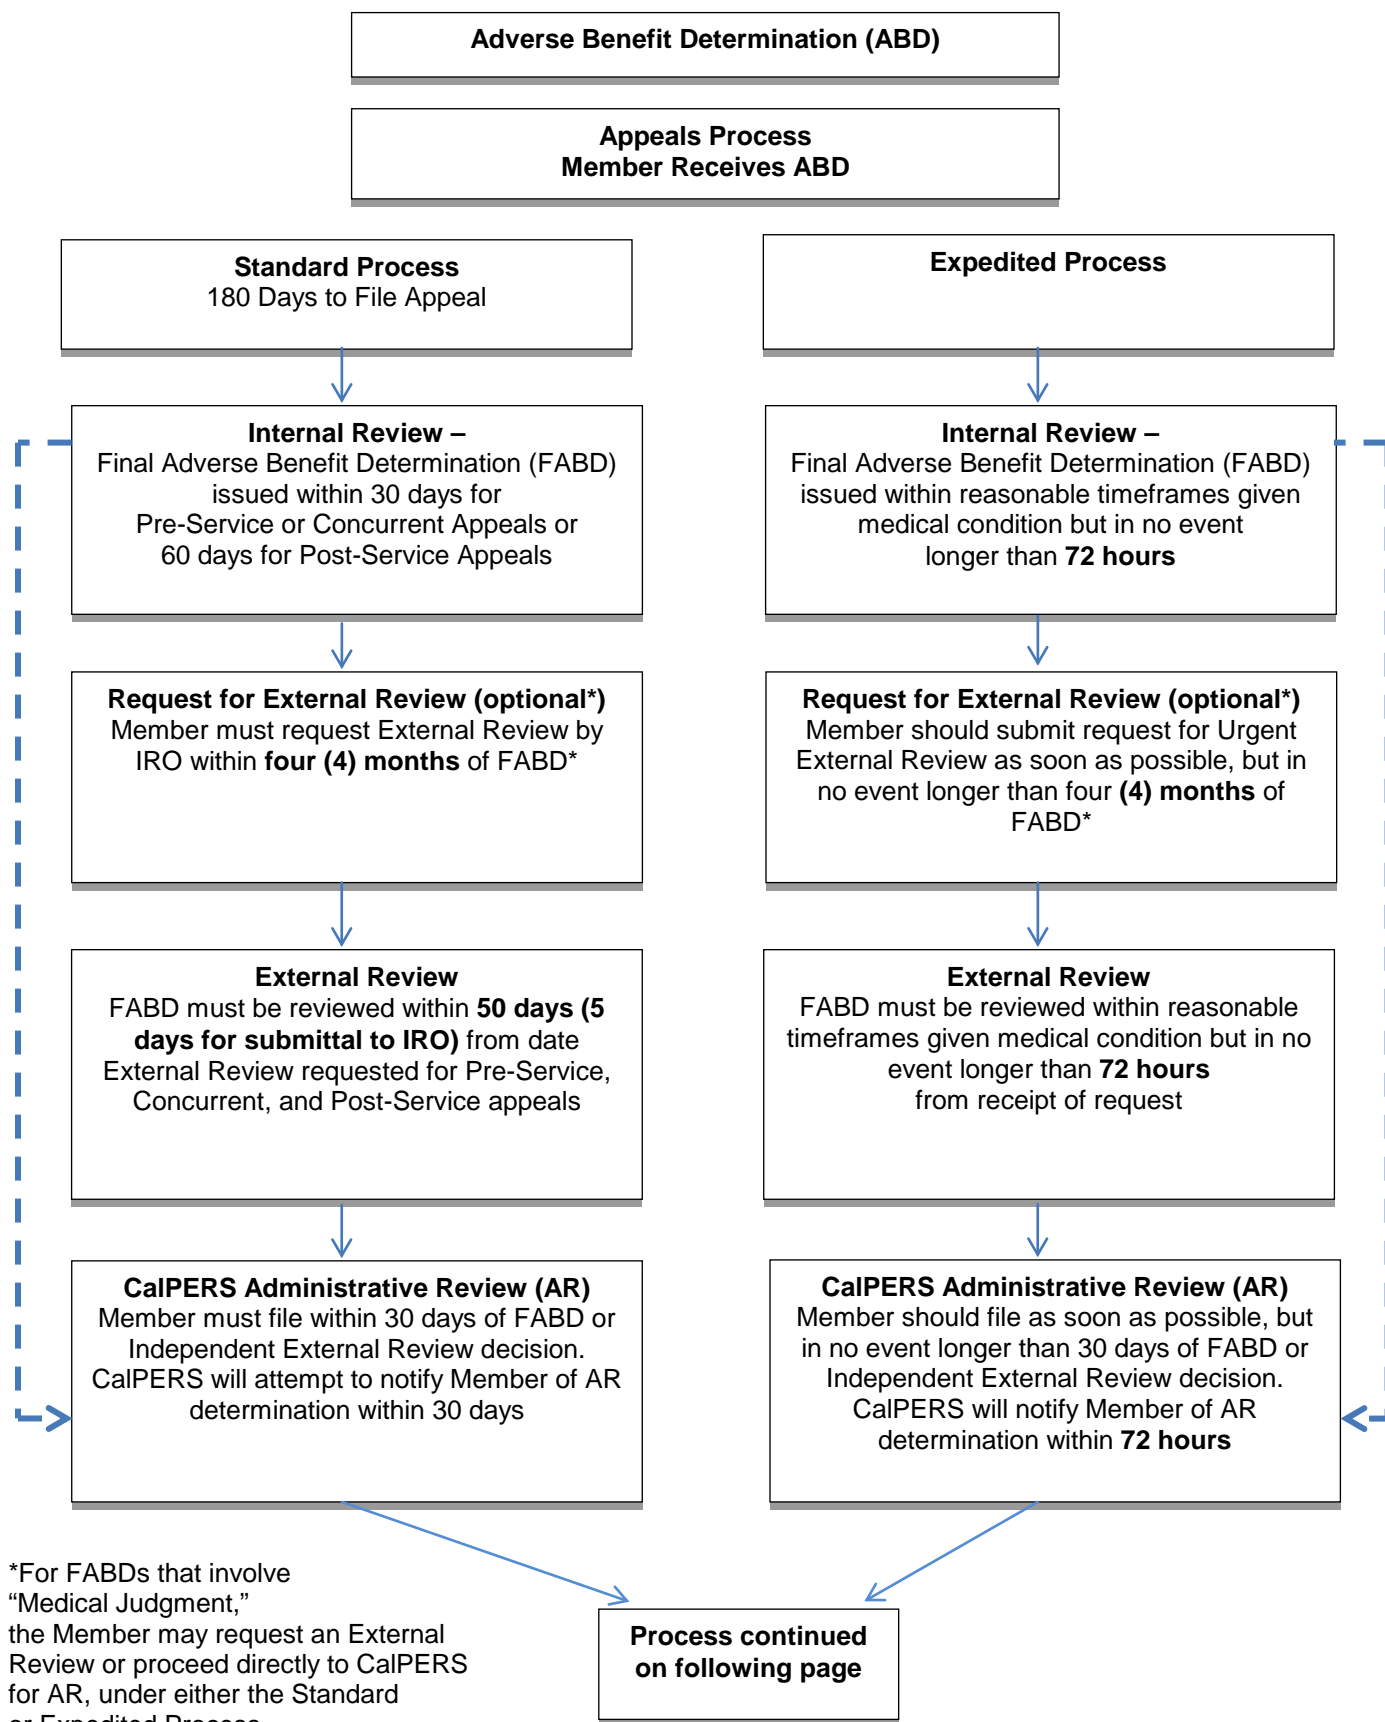 Adverse Benefit Determination (ABD)
Appeals Process
Member Receives ABD
Standard Process
180 Days to File Appeal
Expedited Process
Internal Review –
Final Adverse Benefit Determination (FABD)
issued within 30 days for
Pre-Service or Concurrent Appeals or
60 days for Post-Service Appeals
Internal Review –
Final Adverse Benefit Determination (FABD)
issued within reasonable timeframes given
medical condition but in no event
longer than 72 hours
Request for External Review (optional*)
Member must request External Review by
IRO within four (4) months of FABD*
Request for External Review (optional*)
Member should submit request for Urgent
External Review as soon as possible, but in
no event longer than four (4) months of
FABD*
External Review
FABD must be reviewed within 50 days (5
days for submittal to IRO) from date
External Review requested for Pre-Service,
Concurrent, and Post-Service appeals
External Review
FABD must be reviewed within reasonable
timeframes given medical condition but in no
event longer than 72 hours
from receipt of request
CalPERS Administrative Review (AR)
Member must file within 30 days of FABD or
Independent External Review decision.
CalPERS will attempt to notify Member of AR
determination within 30 days
CalPERS Administrative Review (AR)
Member should file as soon as possible, but
in no event longer than 30 days of FABD or
Independent External Review decision.
CalPERS will notify Member of AR
determination within 72 hours
*For FABDs that involve
“Medical Judgment,”
the Member may request an External
Review or proceed directly to CalPERS
for AR, under either the Standard
or Expedited Process
Process continued
on following page